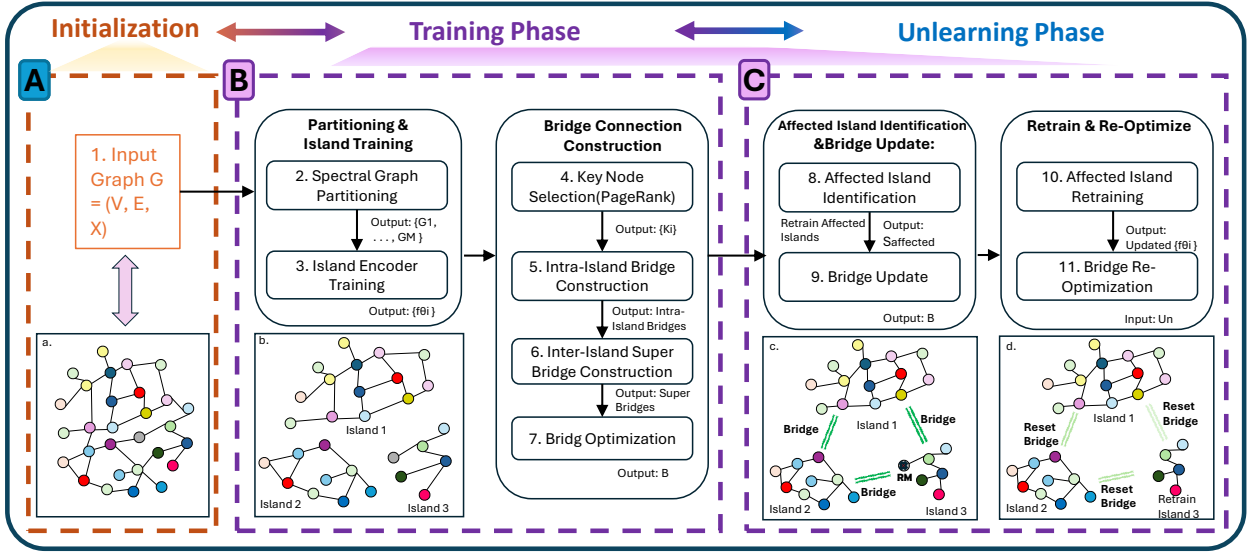 Initialization
Training Phase
Unlearning Phase
A
1. Input
Graph G
= (V, E,
X)
a.
B
Partitioning &
Island Training
2. Spectral Graph
Partitioning
Output: {G1,
. . . , GM }
3. Island Encoder
Training
Output: {fθi }
b.
Island 1
Island 2
Island 3
Bridge Connection
Construction
4. Key Node
Selection(PageRank)
Output: {Ki}
5. Intra-Island Bridge
Construction
Output: Intra-
Island Bridges
6. Inter-Island Super
Bridge Construction
Output: Super
Bridges
7. Bridg Optimization
Output: B
C
Affected Island Identification
&Bridge Update:
8. Affected Island
Identification
Retrain Affected
Islands
Output:
Saffected
9. Bridge Update
Output: B
c.
Island 1
Bridge
Bridge
RM
Bridge
Island 2
Island 3
Retrain & Re-Optimize
10. Affected Island
Retraining
Output:
Updated {fθi }
11. Bridge Re-
Optimization
Input: Un
d.
Island 1
Reset
Bridge
Reset
Bridge
Reset
Bridge
Island 2
Retrain
Island 3